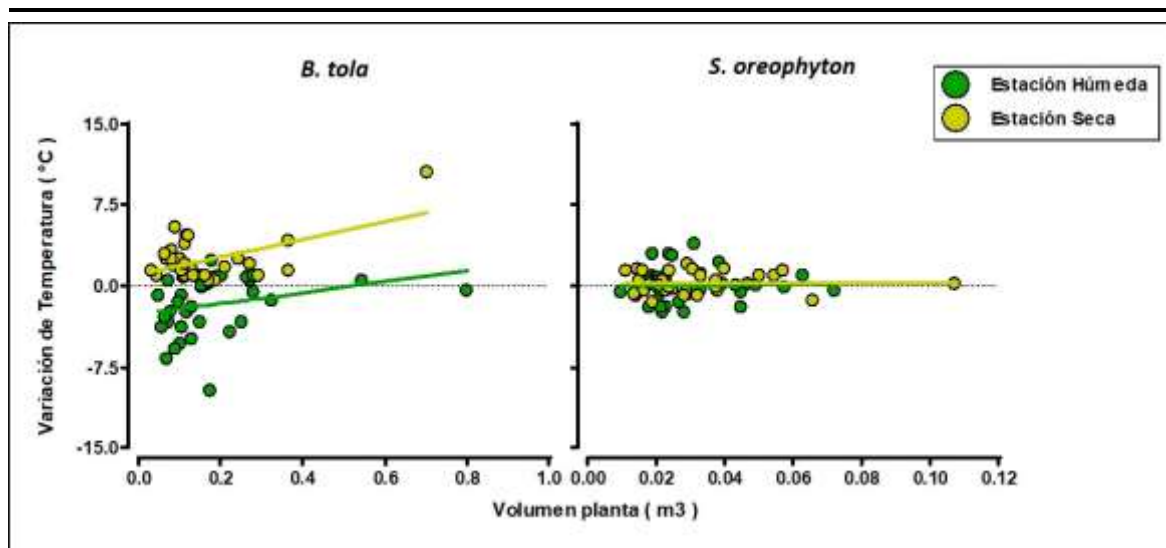 B. tola
S. oreophyton
Estación Húmeda
Estación Seca
Variación de Temperatura ( °C )
15.0
7.5
0.0
-7.5
-15.0
0.0 0.2 0.4 0.6 0.8 1.0
0.00 0.02 0.04 0.06 0.08 0.10 0.12
Volumen planta ( m3 )